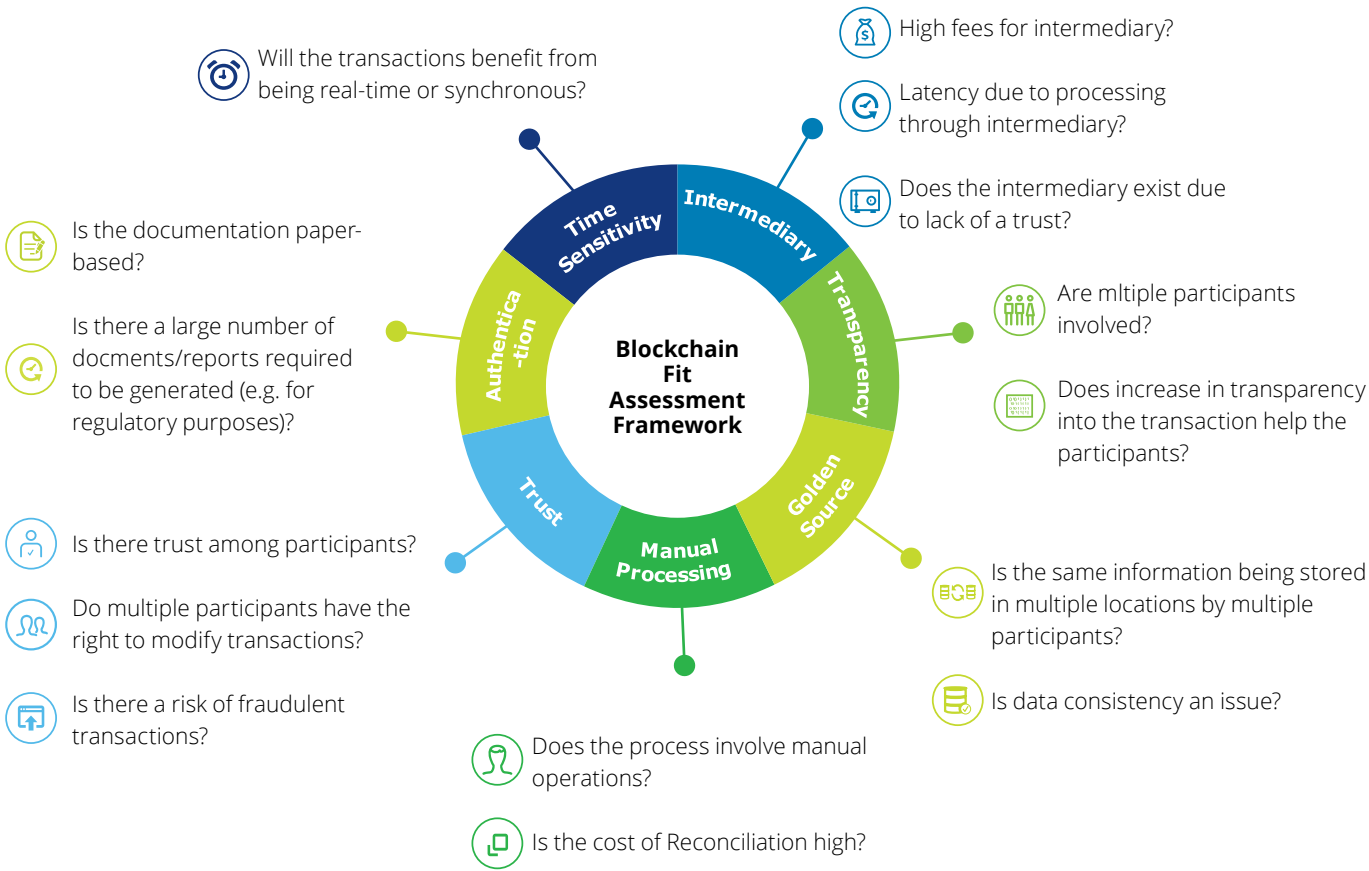 Will the transactions benefit from
being real-time or synchronous?
High fees for intermediary?
Latency due to processing
through intermediary?
Does the intermediary exist due
to lack of a trust?
Is the documentation paper-
based?
Is there a large number of
docments/reports required
to be generated (e.g. for
regulatory purposes)?
Time
Sensitivity
Intermediary
Transparency
Authentica
-tion
Blockchain
Fit
Assessment
Framework
Golden
Source
Trust
Manual
Processing
Are mltiple participants
involved?
Does increase in transparency
into the transaction help the
participants?
Is there trust among participants?
Do multiple participants have the
right to modify transactions?
Is there a risk of fraudulent
transactions?
Is the same information being stored
in multiple locations by multiple
participants?
Is data consistency an issue?
Does the process involve manual
operations?
Is the cost of Reconciliation high?